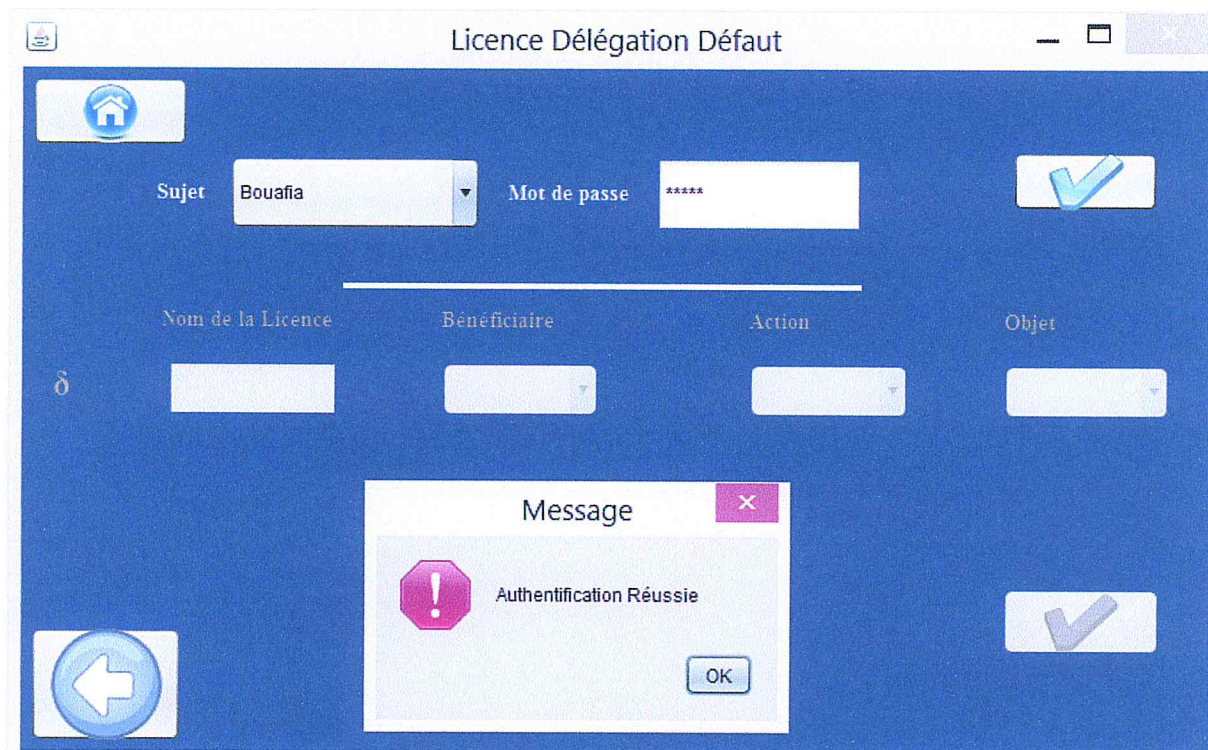 Licence Délégation Défaut
Sujet Bouafia Mot de passe *****
Nom de la Licence Bénéficiaire Action Objet
δ
Message
Authentification Réussie
OK